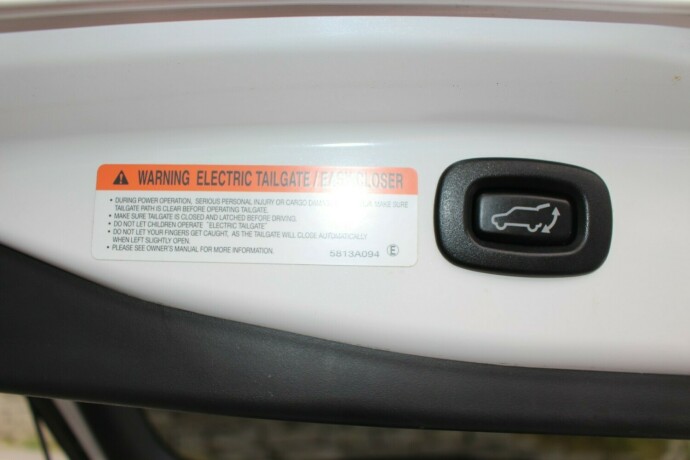 WARNING ELECTRIC TAILGATE / EASY CLOSER
• DURING POWER OPERATION, SERIOUS PERSONAL INJURY OR CARGO MAKE SURE
TAILGATE PATH IS CLEAR BEFORE OPERATING TAILGATE.
• MAKE SURE TAILGATE IS CLOSED AND LATCHED BEFORE DRIVING.
• DO NOT LET CHILDREN OPERATE "ELECTRIC TAILGATE"
• DO NOT LET YOUR FINGERS GET CAUGHT, AS THE TAILGATE WILL CLOSE AUTOMATICALLY
WHEN LEFT SLIGHTLY OPEN.
• PLEASE SEE OWNER'S MANUAL FOR MORE INFORMATION.
5813A094 E